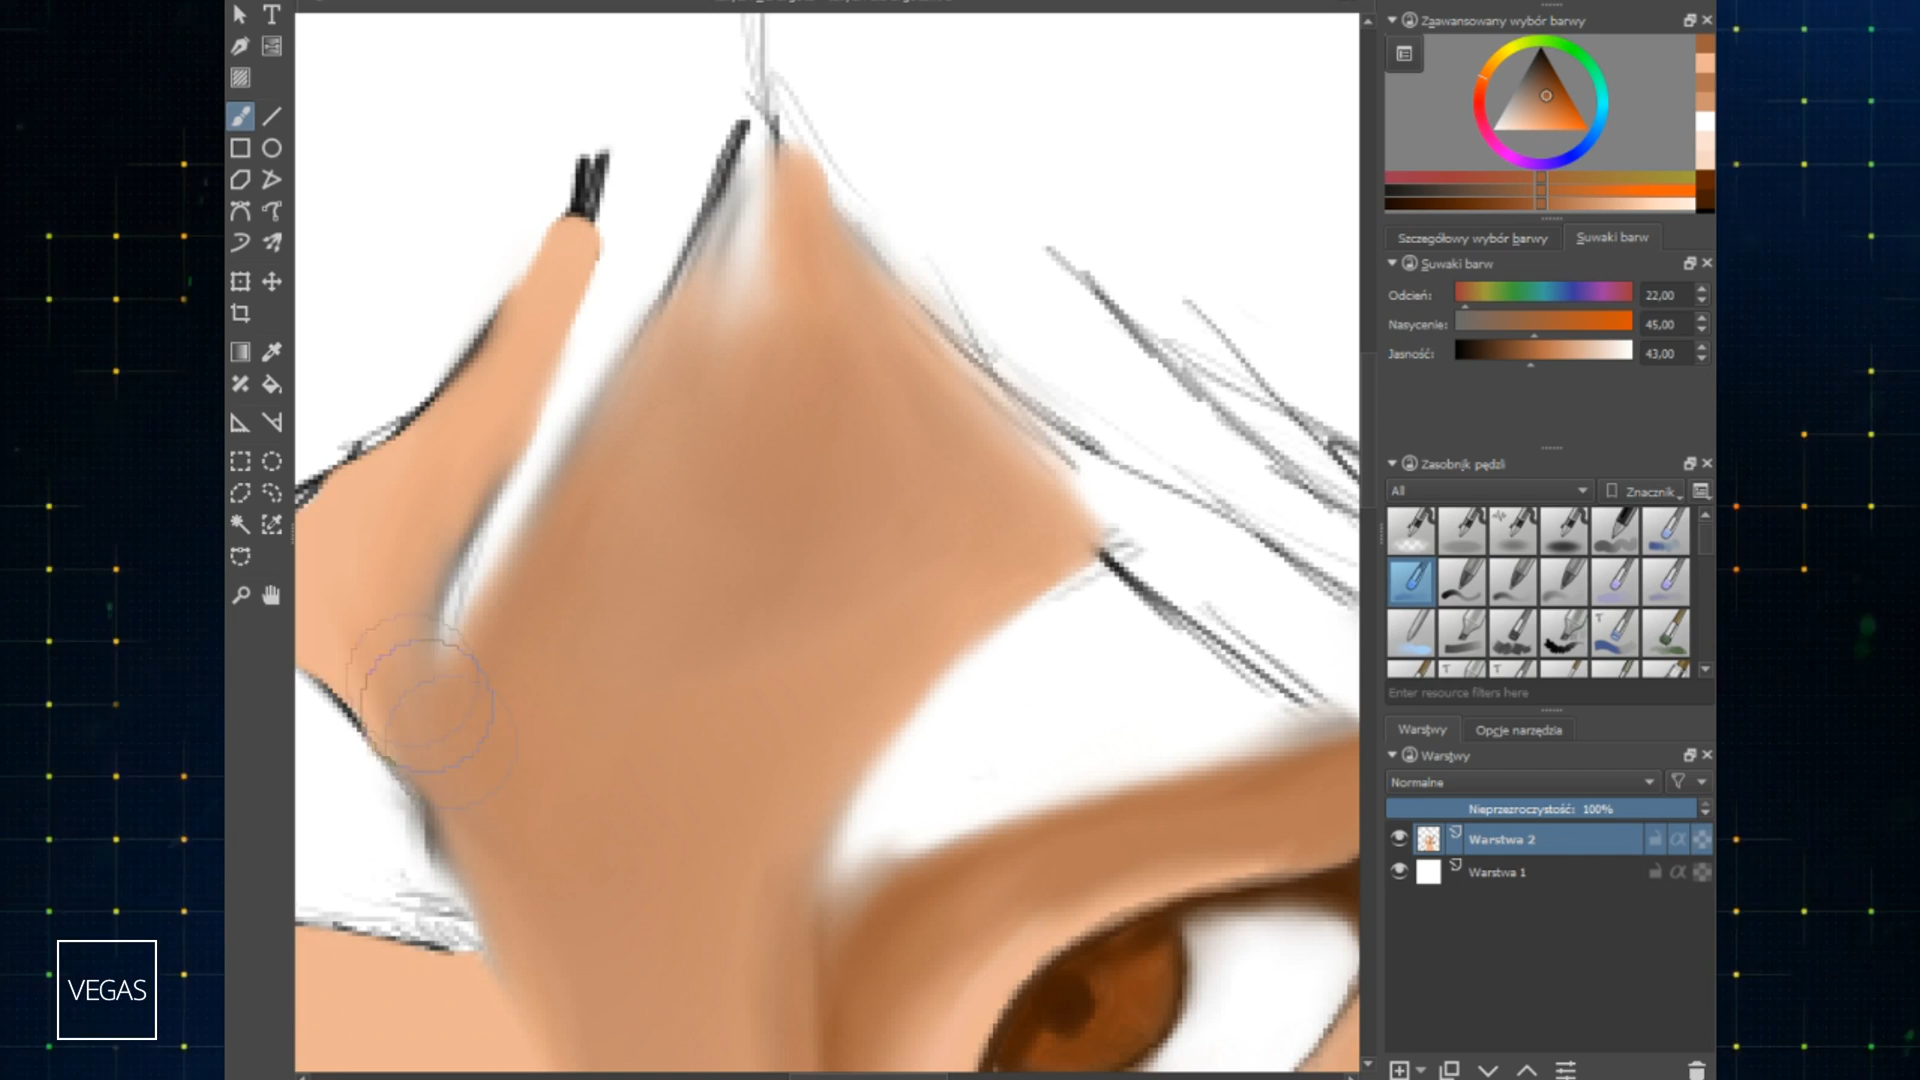 Zaawansowany wybór barwy
Szczegółowy wybór barwy
Suwaki barw
Suwaki barw
Odcień: 22,00
Nasycenie: 45,00
Jasność: 43,00
Zasobnik pędzli
All
Znacznik
Enter resource filters here
Warstwy
Opcje narzędzia
Warstwy
Normalne
Nieprzezroczystość: 100%
Warstwa 2
Warstwa 1
VEGAS